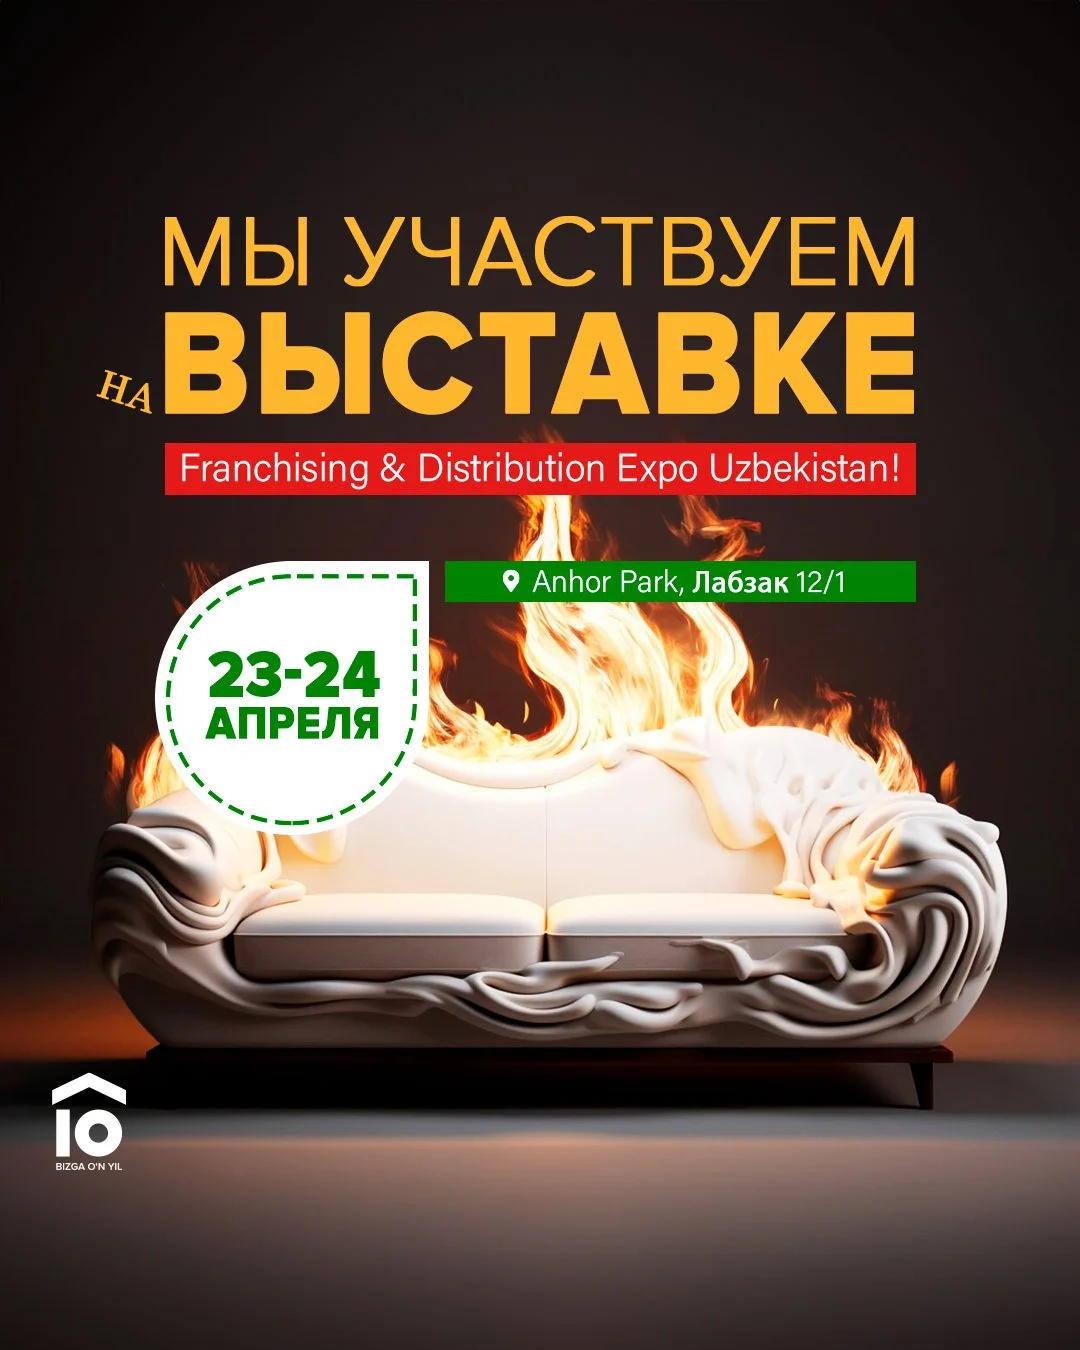 МЫ УЧАСТВУЕМ
НА ВЫСТАВКЕ
Franchising & Distribution Expo Uzbekistan!
Anhor Park, Лабзак 12/1
23-24
АПРЕЛЯ
10
BIZGA O'N YIL